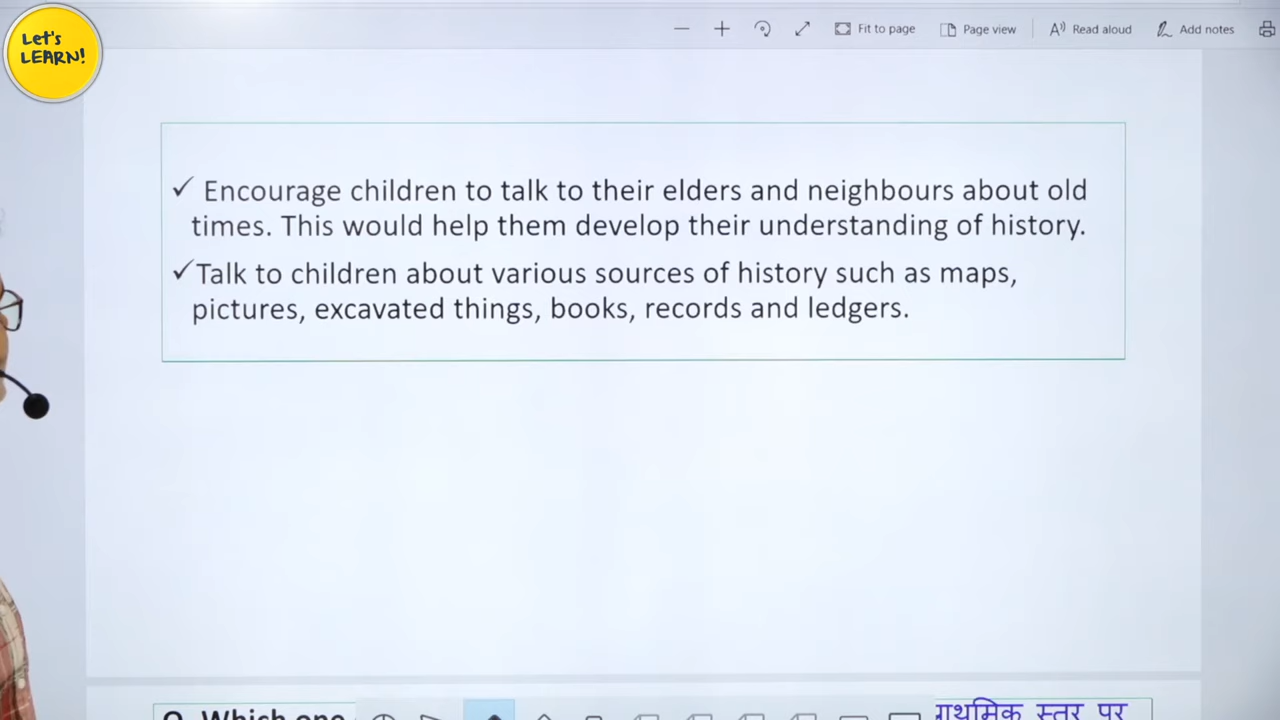 Let's
LEARN!
Fit to page
Page view
Read aloud
Add notes
✓ Encourage children to talk to their elders and neighbours about old
times. This would help them develop their understanding of history.
✓Talk to children about various sources of history such as maps,
pictures, excavated things, books, records and ledgers.
Q. Which one
स्तर पर